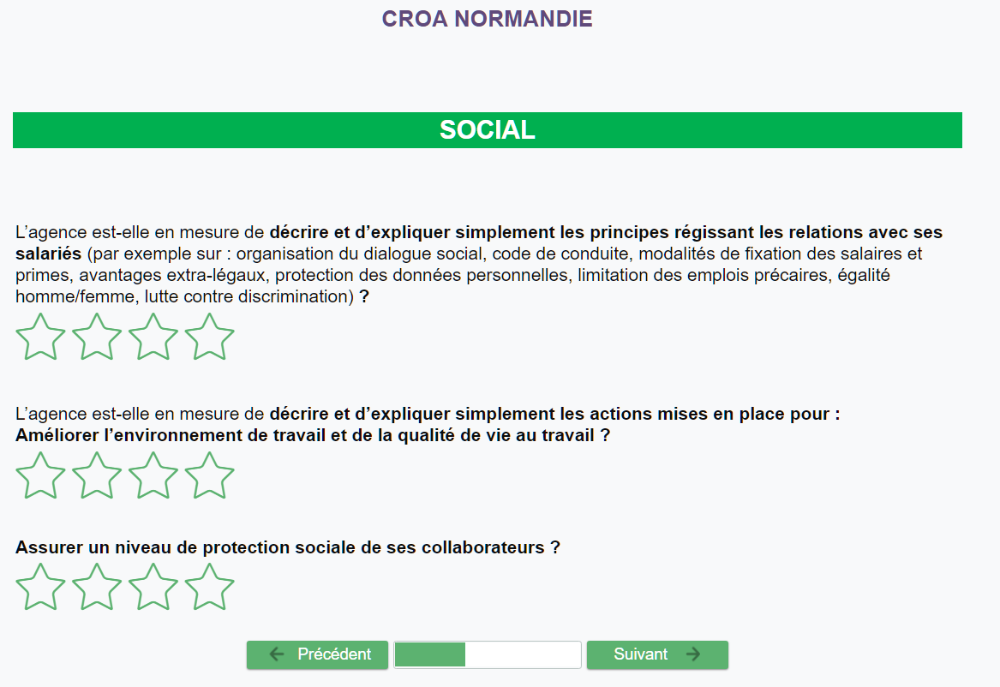 CROA NORMANDIE
SOCIAL
L’agence est-elle en mesure de décrire et d’expliquer simplement les principes régissant les relations avec ses
salariés (par exemple sur : organisation du dialogue social, code de conduite, modalités de fixation des salaires et
primes, avantages extra-légaux, protection des données personnelles, limitation des emplois précaires, égalité
homme/femme, lutte contre discrimination) ?
L’agence est-elle en mesure de décrire et d’expliquer simplement les actions mises en place pour :
Améliorer l’environnement de travail et de la qualité de vie au travail ?
Assurer un niveau de protection sociale de ses collaborateurs ?
Précédent
Suivant